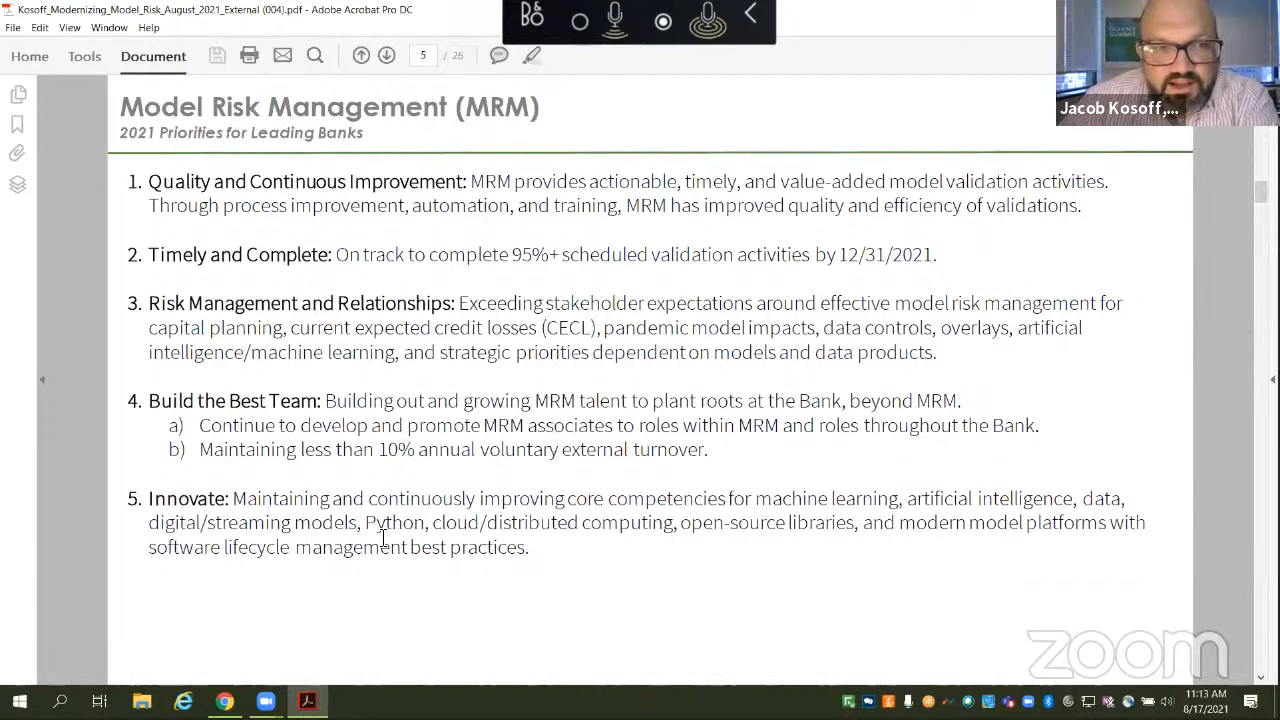 Kosoff_Modernizing_Model_Risk_August_2021_External (004).pdf - Adobe Acrobat Pro DC
File Edit View Window Help
B&O
QUANT SUMMIT
Home Tools Document 5 / 26
Jacob Kosoff,...
Model Risk Management (MRM)
2021 Priorities for Leading Banks
1. Quality and Continuous Improvement: MRM provides actionable, timely, and value-added model validation activities.
Through process improvement, automation, and training, MRM has improved quality and efficiency of validations.
2. Timely and Complete: On track to complete 95%+ scheduled validation activities by 12/31/2021.
3. Risk Management and Relationships: Exceeding stakeholder expectations around effective model risk management for
capital planning, current expected credit losses (CECL), pandemic model impacts, data controls, overlays, artificial
intelligence/machine learning, and strategic priorities dependent on models and data products.
4. Build the Best Team: Building out and growing MRM talent to plant roots at the Bank, beyond MRM.
a) Continue to develop and promote MRM associates to roles within MRM and roles throughout the Bank.
b) Maintaining less than 10% annual voluntary external turnover.
5. Innovate: Maintaining and continuously improving core competencies for machine learning, artificial intelligence, data,
digital/streaming models, Python, cloud/distributed computing, open-source libraries, and modern model platforms with
software lifecycle management best practices.
zoom
11:13 AM
8/17/2021